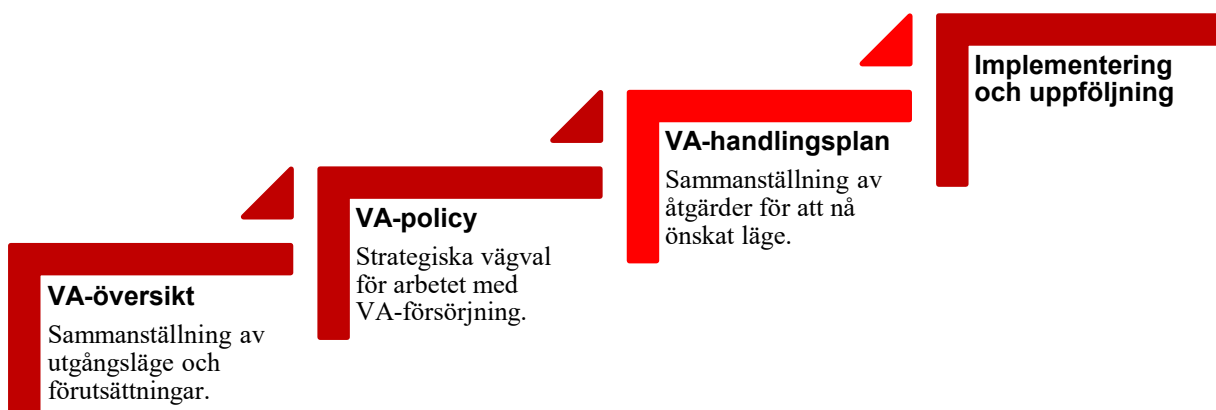 VA-översikt
Sammanställning av
utgångsläge och
förutsättningar.
VA-policy
Strategiska vägval
för arbetet med
VA-försörjning.
VA-handlingsplan
Sammanställning av
åtgärder för att nå
önskat läge.
Implementering
och uppföljning